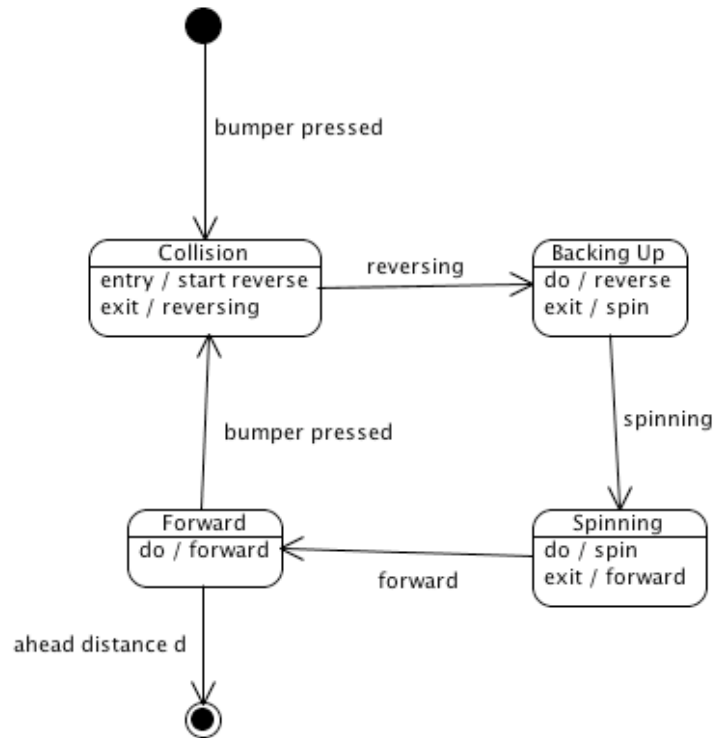 bumper pressed
Collision
entry / start reverse
exit / reversing
reversing
Backing Up
do / reverse
exit / spin
spinning
bumper pressed
Forward
do / forward
forward
Spinning
do / spin
exit / forward
ahead distance d